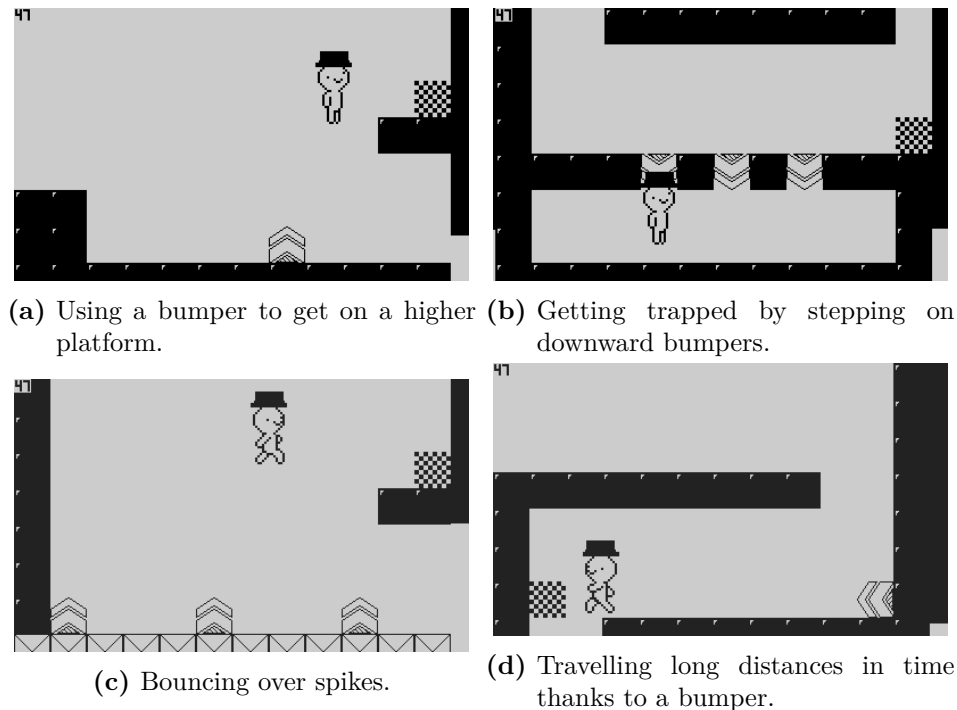 47
47
(a) Using a bumper to get on a higher
platform.
(b) Getting trapped by stepping on
downward bumpers.
47
47
(c) Bouncing over spikes.
(d) Travelling long distances in time
thanks to a bumper.